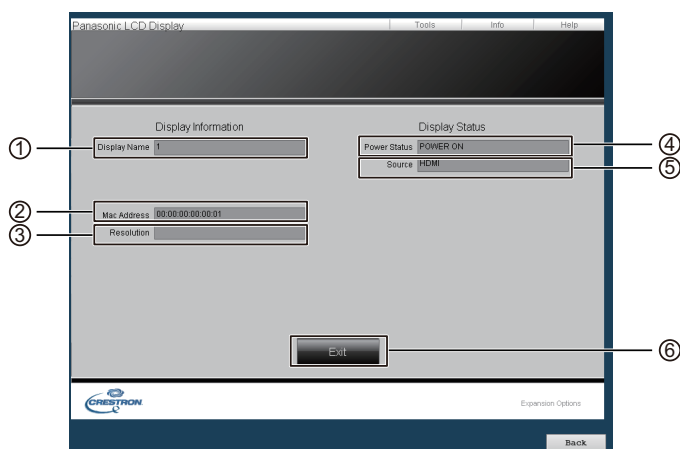 Panasonic LCD Display
Tools Info Help
Display Information
Display Status
① Display Name 1
Power Status POWER ON ④
Source HDMI ⑤
② Mac Address 00:00:00:00:00:01
③ Resolution
Exit ⑥
CRESTRON
Expansion Options
Back